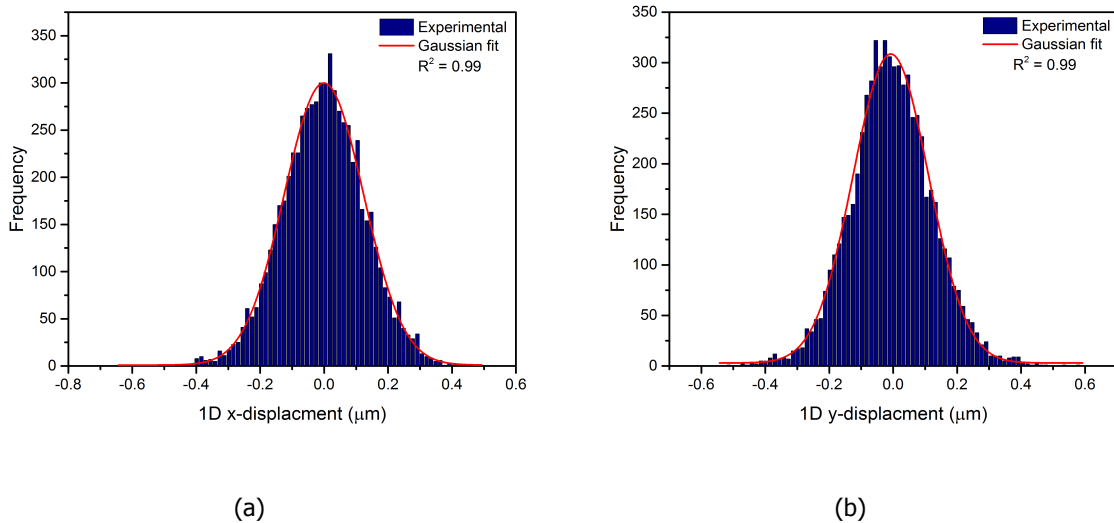 Experimental
Gaussian fit
R² = 0.99
350
300
250
200
150
100
50
0
Frequency
-0.8 -0.6 -0.4 -0.2 0.0 0.2 0.4 0.6
1D x-displacment (μm)
(a)
Experimental
Gaussian fit
R² = 0.99
350
300
250
200
150
100
50
0
Frequency
-0.6 -0.4 -0.2 0.0 0.2 0.4 0.6
1D y-displacment (μm)
(b)